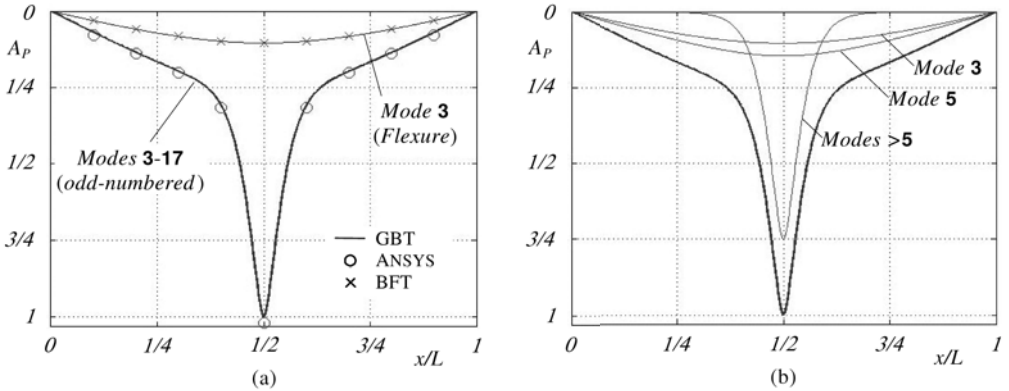 0
A_P
1/4
1/2
3/4
1
Mode 3
(Flexure)
Modes 3-17
(odd-numbered)
GBT
ANSYS
BFT
0
1/4
1/2
3/4
x/L
1
(a)
0
A_P
1/4
1/2
3/4
1
Mode 3
Mode 5
Modes >5
0
1/4
1/2
3/4
x/L
1
(b)